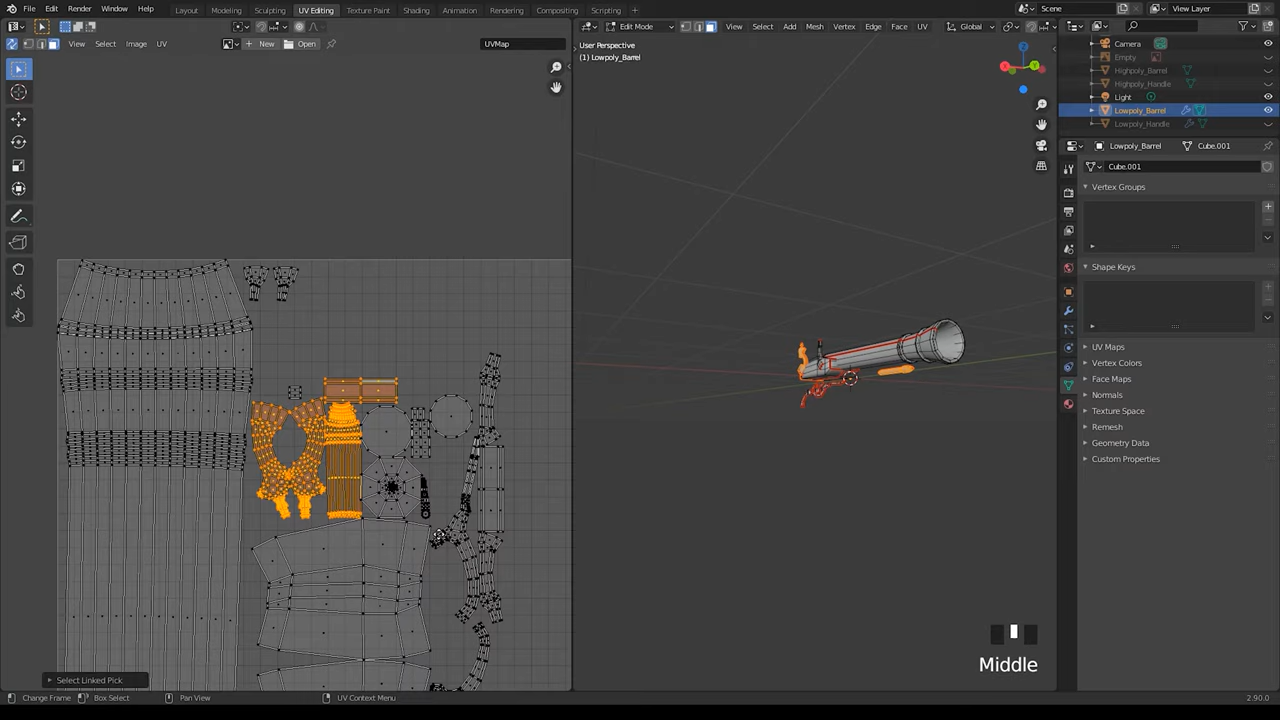 File Edit Render Window Help Layout Modeling Sculpting UV Editing Texture Paint Shading Animation Rendering Compositing Scripting + Scene View Layer
View Select Image UV New Open UVMap
Edit Mode View Select Add Mesh Vertex Edge Face UV Global
User Perspective
(1) Lowpoly_Barrel
Camera
Empty
Highpoly_Barrel
Highpoly_Handle
Light
Lowpoly_Barrel
Lowpoly_Handle
Lowpoly_Barrel Cube.001
Cube.001
Vertex Groups
Shape Keys
UV Maps
Vertex Colors
Face Maps
Normals
Texture Space
Remesh
Geometry Data
Custom Properties
Middle
Select Linked Pick
Change Frame Box Select Pan View UV Context Menu 2.90.0